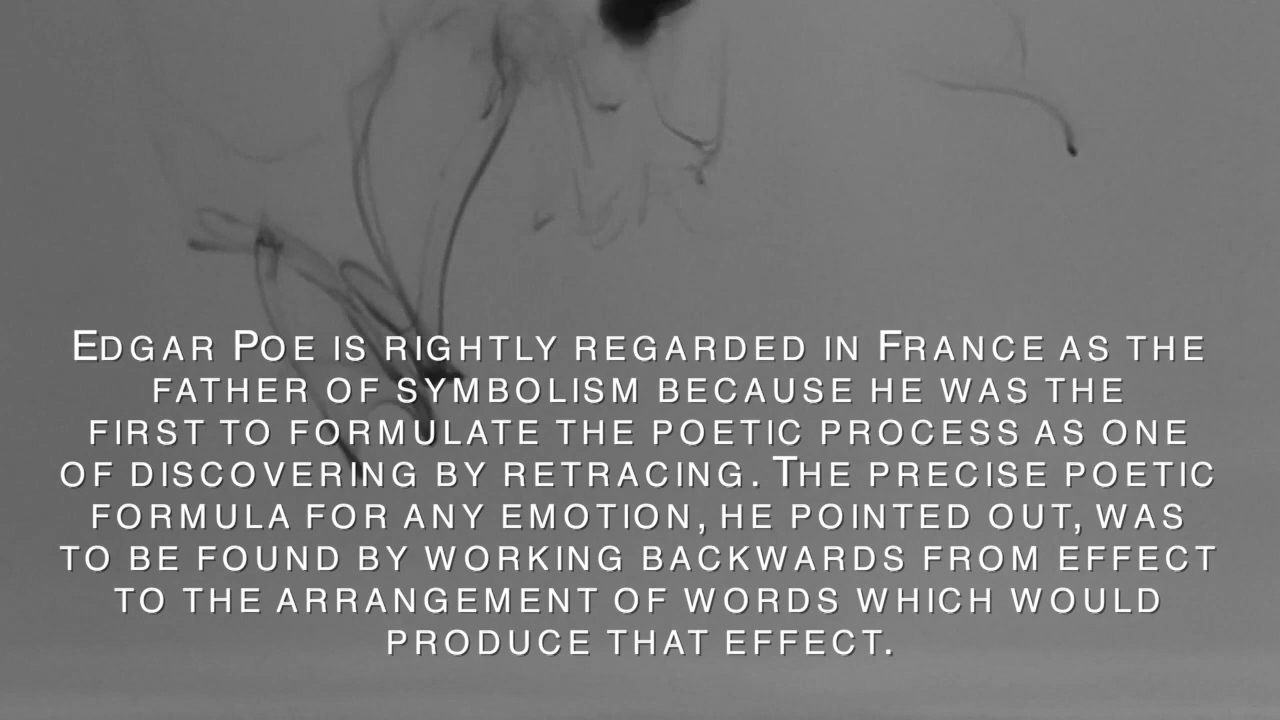 Edgar Poe is rightly regarded in France as the
father of symbolism because he was the
first to formulate the poetic process as one
of discovering by retracing. The precise poetic
formula for any emotion, he pointed out, was
to be found by working backwards from effect
to the arrangement of words which would
produce that effect.